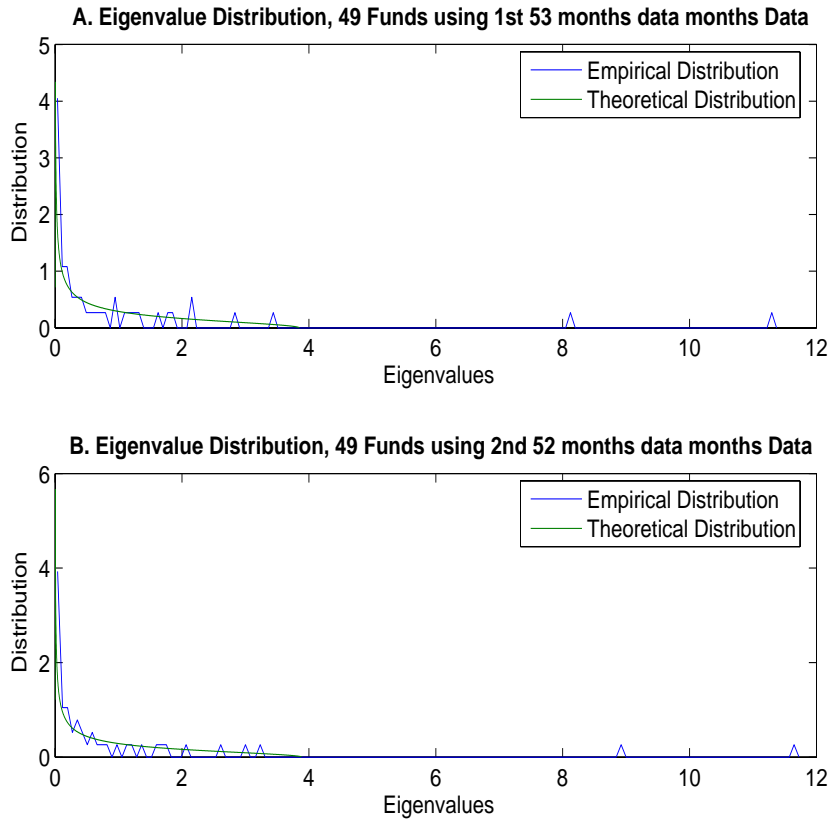 A. Eigenvalue Distribution, 49 Funds using 1st 53 months data months Data
5
4
3
2
1
0
Distribution
Empirical Distribution
Theoretical Distribution
0 2 4 6 8 10 12
Eigenvalues
B. Eigenvalue Distribution, 49 Funds using 2nd 52 months data months Data
6
4
2
0
Distribution
Empirical Distribution
Theoretical Distribution
0 2 4 6 8 10 12
Eigenvalues